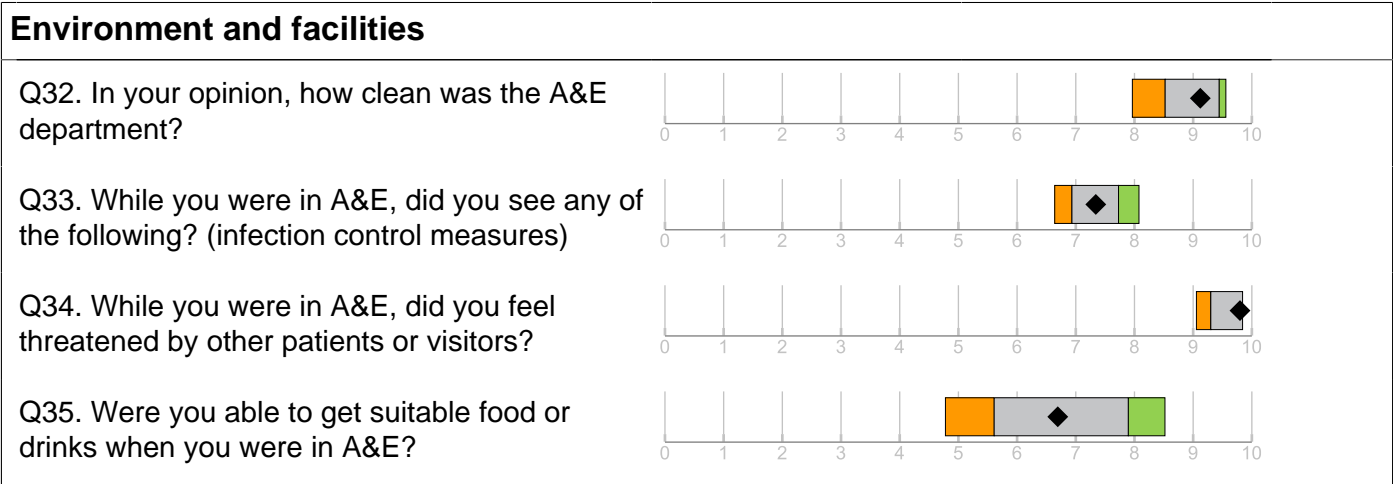 Environment and facilities
Q32. In your opinion, how clean was the A&E
department?
0 1 2 3 4 5 6 7 8 9 10
Q33. While you were in A&E, did you see any of
the following? (infection control measures)
0 1 2 3 4 5 6 7 8 9 10
Q34. While you were in A&E, did you feel
threatened by other patients or visitors?
0 1 2 3 4 5 6 7 8 9 10
Q35. Were you able to get suitable food or
drinks when you were in A&E?
0 1 2 3 4 5 6 7 8 9 10